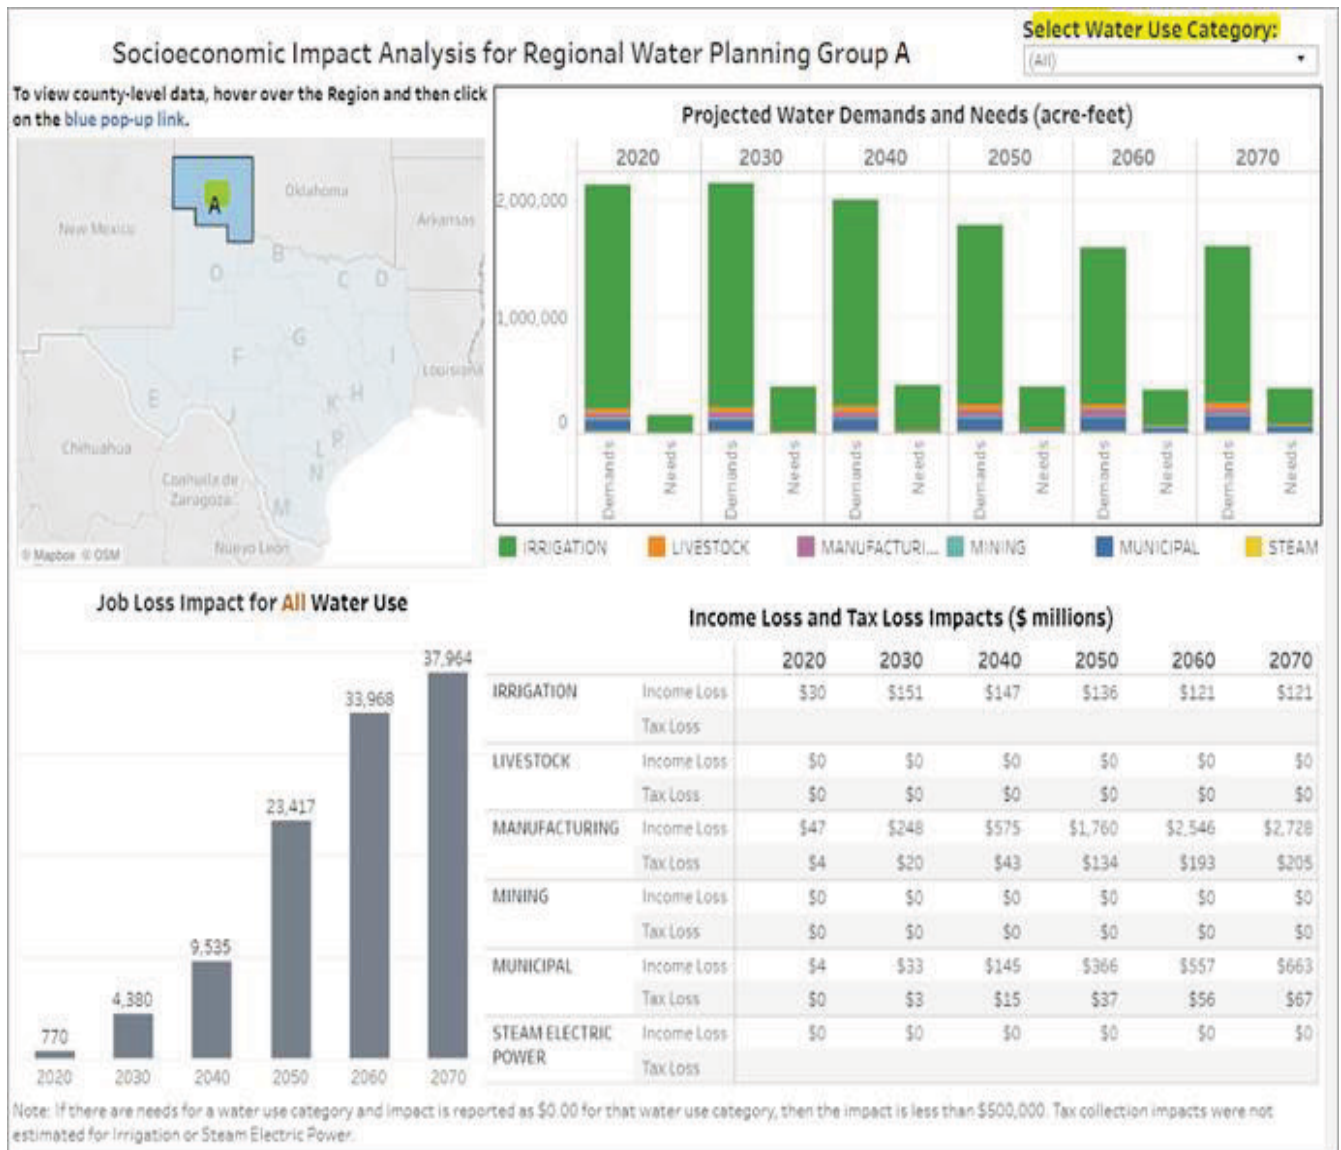 Select Water Use Category:
Socioeconomic Impact Analysis for Regional Water Planning Group A
(All)
To view county-level data, hover over the Region and then click
on the blue pop-up link.
A
Oklahoma
New Mexico
Arkansas
B
O
C
D
G
F
I
Louisiana
E
J
K
H
L
P
N
M
Chihuahua
Coahuila de
Zaragoza
Nuevo León
© Mapbox © OSM
Projected Water Demands and Needs (acre-feet)
2020 2030 2040 2050 2060 2070
2,000,000
1,000,000
0
Demands Needs Demands Needs Demands Needs Demands Needs Demands Needs Demands Needs
IRRIGATION LIVESTOCK MANUFACTURI... MINING MUNICIPAL STEAM
Job Loss Impact for All Water Use
37,964
33,968
23,417
9,535
4,380
770
2020 2030 2040 2050 2060 2070
Income Loss and Tax Loss Impacts ($ millions)
2020 2030 2040 2050 2060 2070
IRRIGATION Income Loss $30 $151 $147 $136 $121 $121
Tax Loss
LIVESTOCK Income Loss $0 $0 $0 $0 $0 $0
Tax Loss $0 $0 $0 $0 $0 $0
MANUFACTURING Income Loss $47 $248 $575 $1,760 $2,546 $2,728
Tax Loss $4 $20 $43 $134 $193 $205
MINING Income Loss $0 $0 $0 $0 $0 $0
Tax Loss $0 $0 $0 $0 $0 $0
MUNICIPAL Income Loss $4 $33 $145 $366 $557 $663
Tax Loss $0 $3 $15 $37 $56 $67
STEAM ELECTRIC Income Loss $0 $0 $0 $0 $0 $0
POWER Tax Loss
Note: If there are needs for a water use category and impact is reported as $0.00 for that water use category, then the impact is less than $500,000. Tax collection impacts were not
estimated for Irrigation or Steam Electric Power.